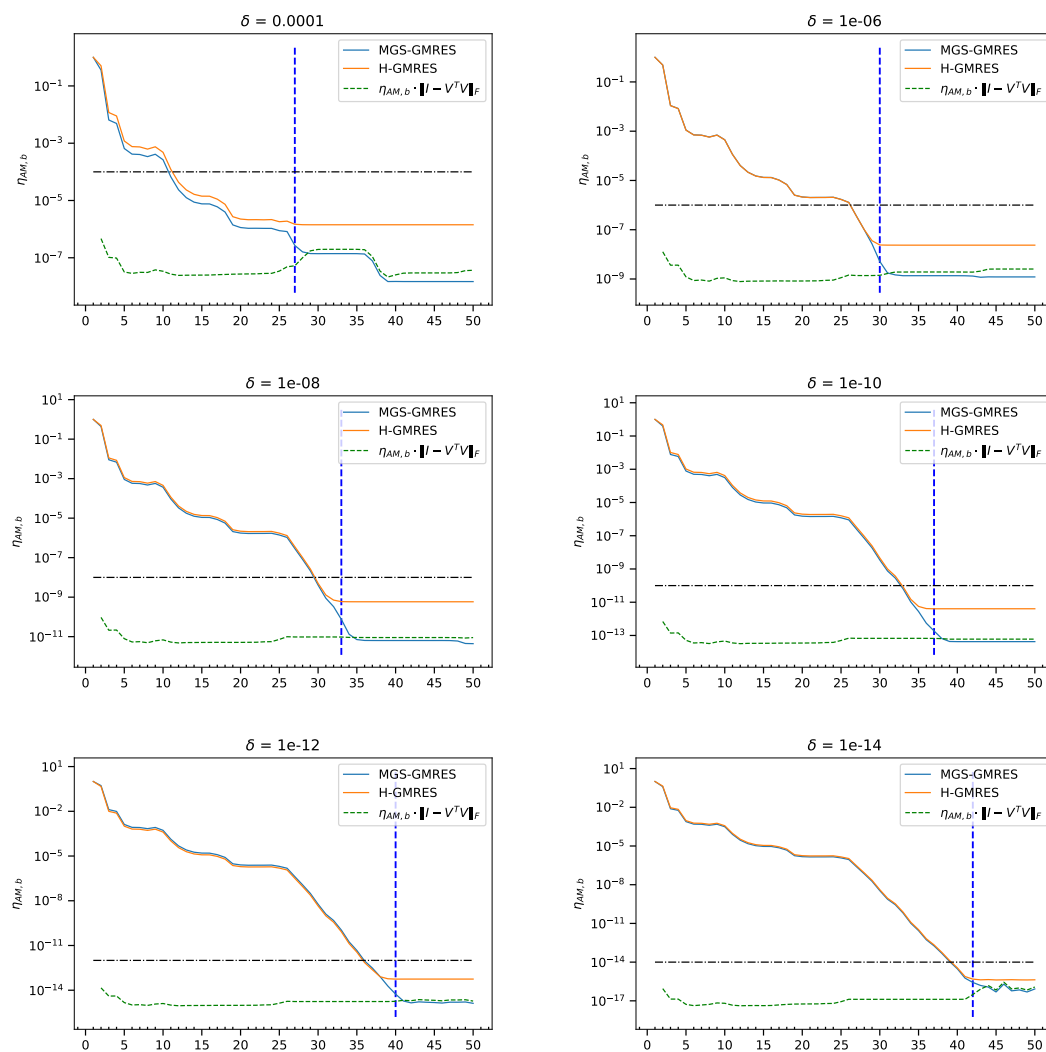 δ = 0.0001
MGS-GMRES
H-GMRES
η_{AM, b} · ‖I − V^T V‖_F
10^{−1}
10^{−3}
10^{−5}
10^{−7}
η_{AM, b}
0 5 10 15 20 25 30 35 40 45 50
δ = 1e-06
MGS-GMRES
H-GMRES
η_{AM, b} · ‖I − V^T V‖_F
10^{−1}
10^{−3}
10^{−5}
10^{−7}
10^{−9}
η_{AM, b}
0 5 10 15 20 25 30 35 40 45 50
δ = 1e-08
MGS-GMRES
H-GMRES
η_{AM, b} · ‖I − V^T V‖_F
10^{1}
10^{−1}
10^{−3}
10^{−5}
10^{−7}
10^{−9}
10^{−11}
η_{AM, b}
0 5 10 15 20 25 30 35 40 45 50
δ = 1e-10
MGS-GMRES
H-GMRES
η_{AM, b} · ‖I − V^T V‖_F
10^{1}
10^{−1}
10^{−3}
10^{−5}
10^{−7}
10^{−9}
10^{−11}
10^{−13}
η_{AM, b}
0 5 10 15 20 25 30 35 40 45 50
δ = 1e-12
MGS-GMRES
H-GMRES
η_{AM, b} · ‖I − V^T V‖_F
10^{1}
10^{−2}
10^{−5}
10^{−8}
10^{−11}
10^{−14}
η_{AM, b}
0 5 10 15 20 25 30 35 40 45 50
δ = 1e-14
MGS-GMRES
H-GMRES
η_{AM, b} · ‖I − V^T V‖_F
10^{1}
10^{−2}
10^{−5}
10^{−8}
10^{−11}
10^{−14}
10^{−17}
η_{AM, b}
0 5 10 15 20 25 30 35 40 45 50